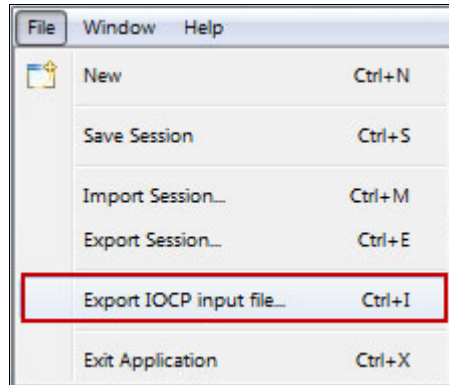 File Window Help
New Ctrl+N
Save Session Ctrl+S
Import Session... Ctrl+M
Export Session... Ctrl+E
Export IOCP input file... Ctrl+I
Exit Application Ctrl+X